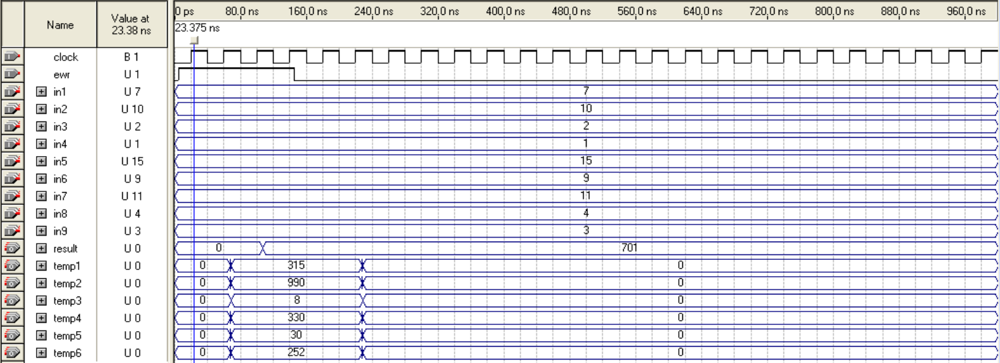 Name Value at 23.38 ns 0 ps 80.0 ns 160.0 ns 240.0 ns 320.0 ns 400.0 ns 480.0 ns 560.0 ns 640.0 ns 720.0 ns 800.0 ns 880.0 ns 960.0 ns
23.375 ns
clock B 1
ewr U 1
in1 U 7 7
in2 U 10 10
in3 U 2 2
in4 U 1 1
in5 U 15 15
in6 U 9 9
in7 U 11 11
in8 U 4 4
in9 U 3 3
result U 0 0 701
temp1 U 0 0 315 0
temp2 U 0 0 990 0
temp3 U 0 0 8 0
temp4 U 0 0 330 0
temp5 U 0 0 30 0
temp6 U 0 0 252 0